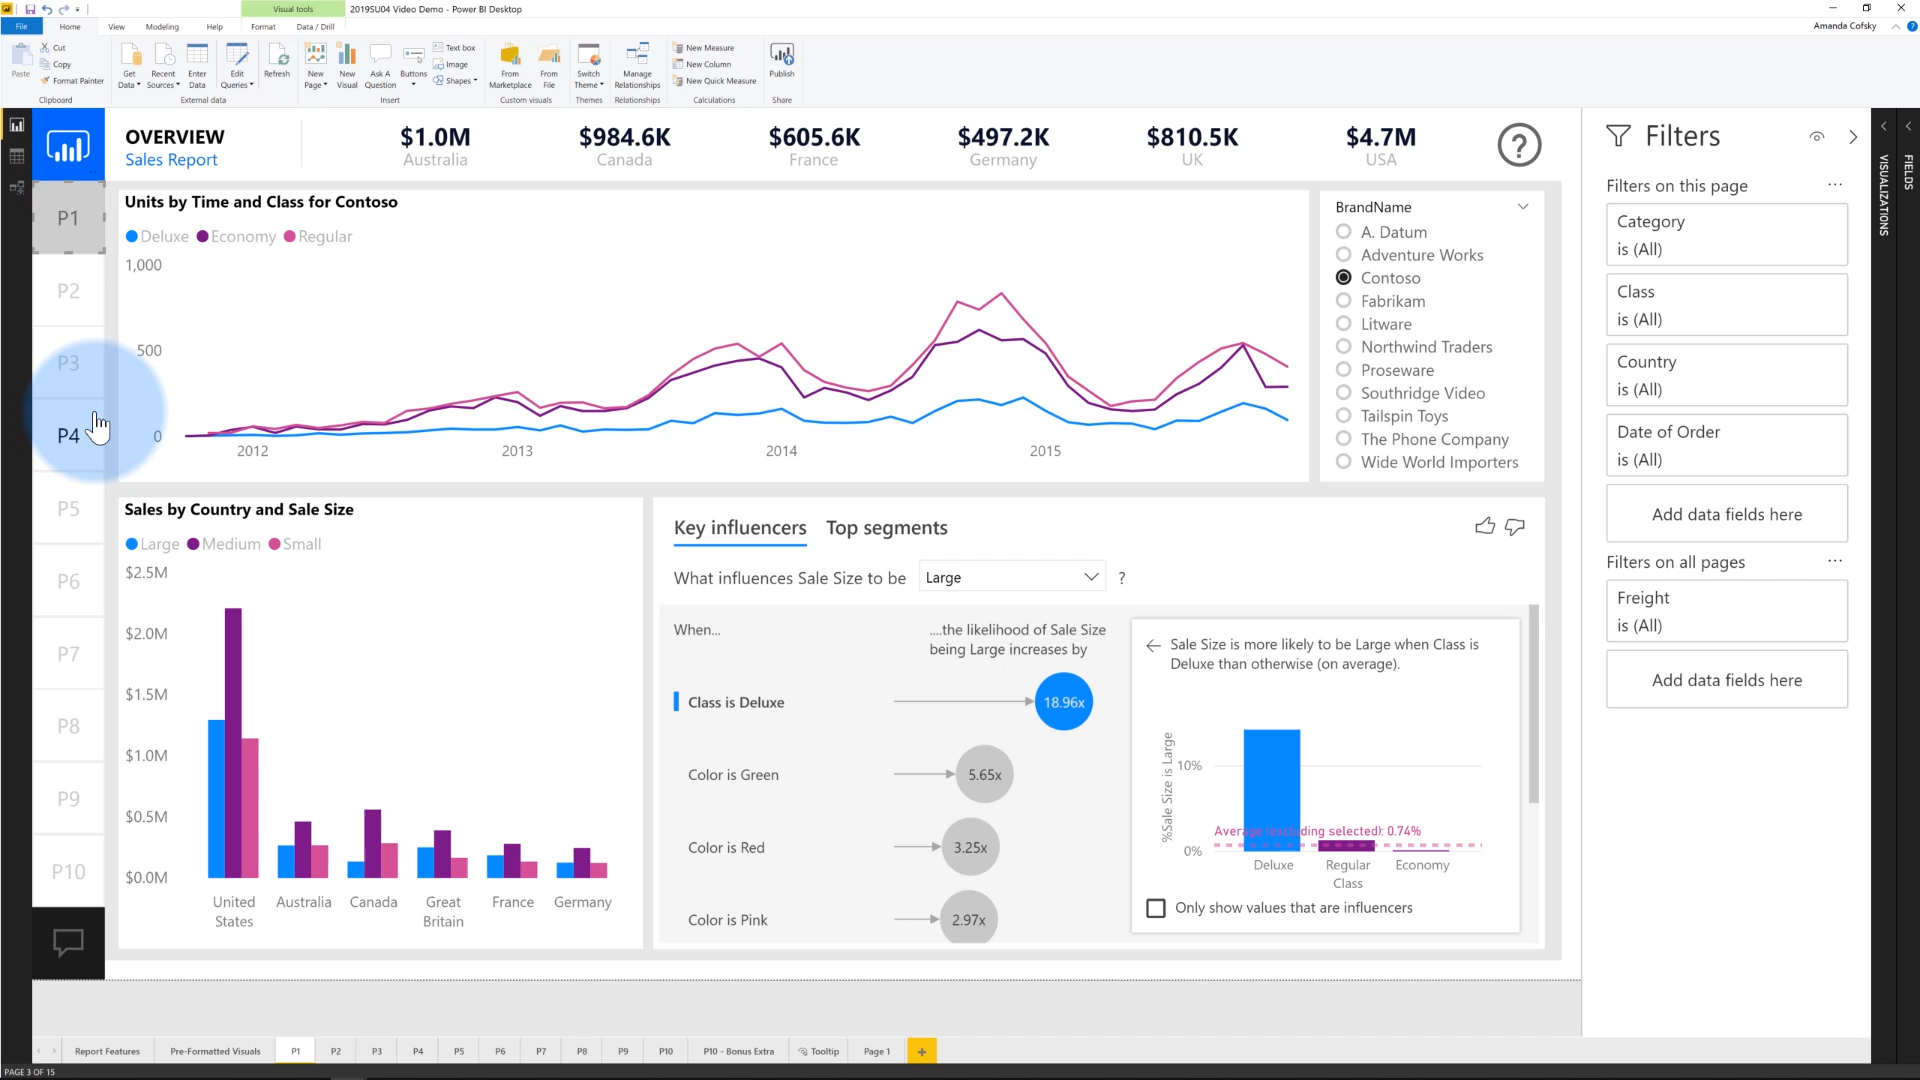 Visual tools
2019SU04 Video Demo - Power BI Desktop
File Home View Modeling Help Format Data / Drill
Amanda Cofsky
Paste
Cut
Copy
Format Painter
Clipboard
Get Data
Recent Sources
Enter Data
Edit Queries
Refresh
External data
New Page
New Visual
Ask A Question
Buttons
Text box
Image
Shapes
Insert
From Marketplace
From File
Custom visuals
Switch Theme
Themes
Manage Relationships
Relationships
New Measure
New Column
New Quick Measure
Calculations
Publish
Share
OVERVIEW
Sales Report
$1.0M
Australia
$984.6K
Canada
$605.6K
France
$497.2K
Germany
$810.5K
UK
$4.7M
USA
?
P1
P2
P3
P4
P5
P6
P7
P8
P9
P10
Units by Time and Class for Contoso
Deluxe Economy Regular
1,000
500
0
2012 2013 2014 2015
BrandName
A. Datum
Adventure Works
Contoso
Fabrikam
Litware
Northwind Traders
Proseware
Southridge Video
Tailspin Toys
The Phone Company
Wide World Importers
Sales by Country and Sale Size
Large Medium Small
$2.5M
$2.0M
$1.5M
$1.0M
$0.5M
$0.0M
United States
Australia
Canada
Great Britain
France
Germany
Key influencers Top segments
What influences Sale Size to be Large ?
When...
....the likelihood of Sale Size
being Large increases by
Class is Deluxe 18.96x
Color is Green 5.65x
Color is Red 3.25x
Color is Pink 2.97x
Sale Size is more likely to be Large when Class is
Deluxe than otherwise (on average).
%Sale Size is Large
10%
Average (excluding selected): 0.74%
0%
Deluxe Regular Economy
Class
Only show values that are influencers
Filters
Filters on this page ...
Category
is (All)
Class
is (All)
Country
is (All)
Date of Order
is (All)
Add data fields here
Filters on all pages ...
Freight
is (All)
Add data fields here
VISUALIZATIONS
FIELDS
Report Features Pre-Formatted Visuals P1 P2 P3 P4 P5 P6 P7 P8 P9 P10 P10 - Bonus Extra Tooltip Page 1 +
PAGE 3 OF 15